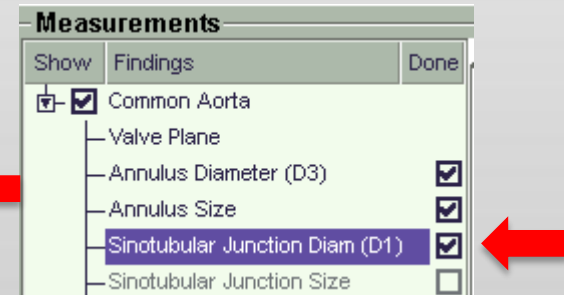 Measurements
Show Findings Done
Common Aorta
Valve Plane
Annulus Diameter (D3)
Annulus Size
Sinotubular Junction Diam (D1)
Sinotubular Junction Size